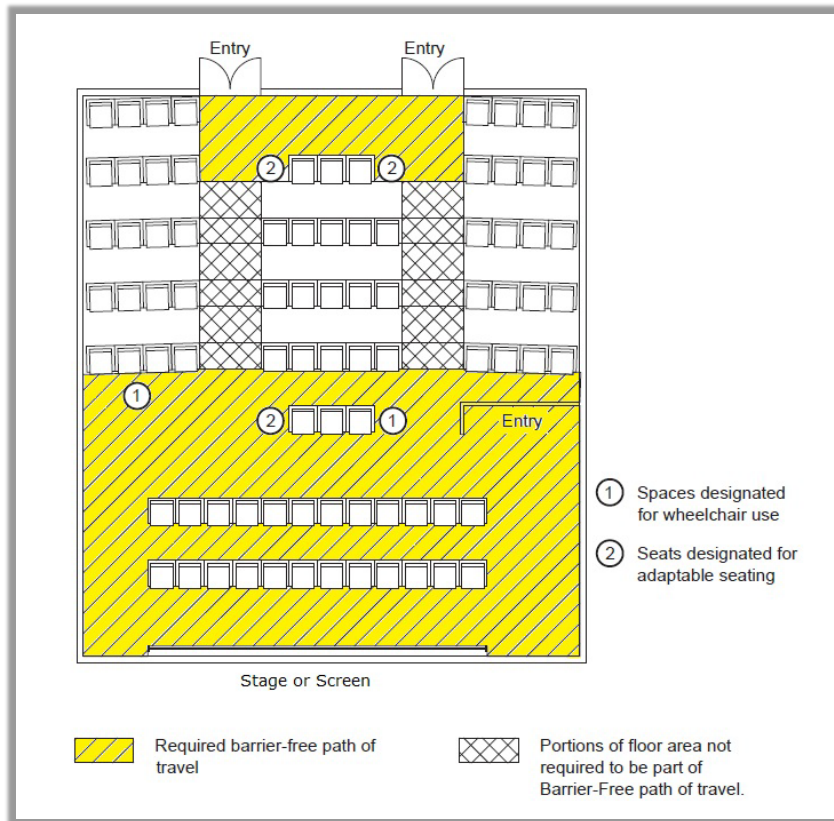 Entry Entry
2 2
1
2 1
Entry
1 Spaces designated
for wheelchair use
2 Seats designated for
adaptable seating
Stage or Screen
Required barrier-free path of
travel
Portions of floor area not
required to be part of
Barrier-Free path of travel.